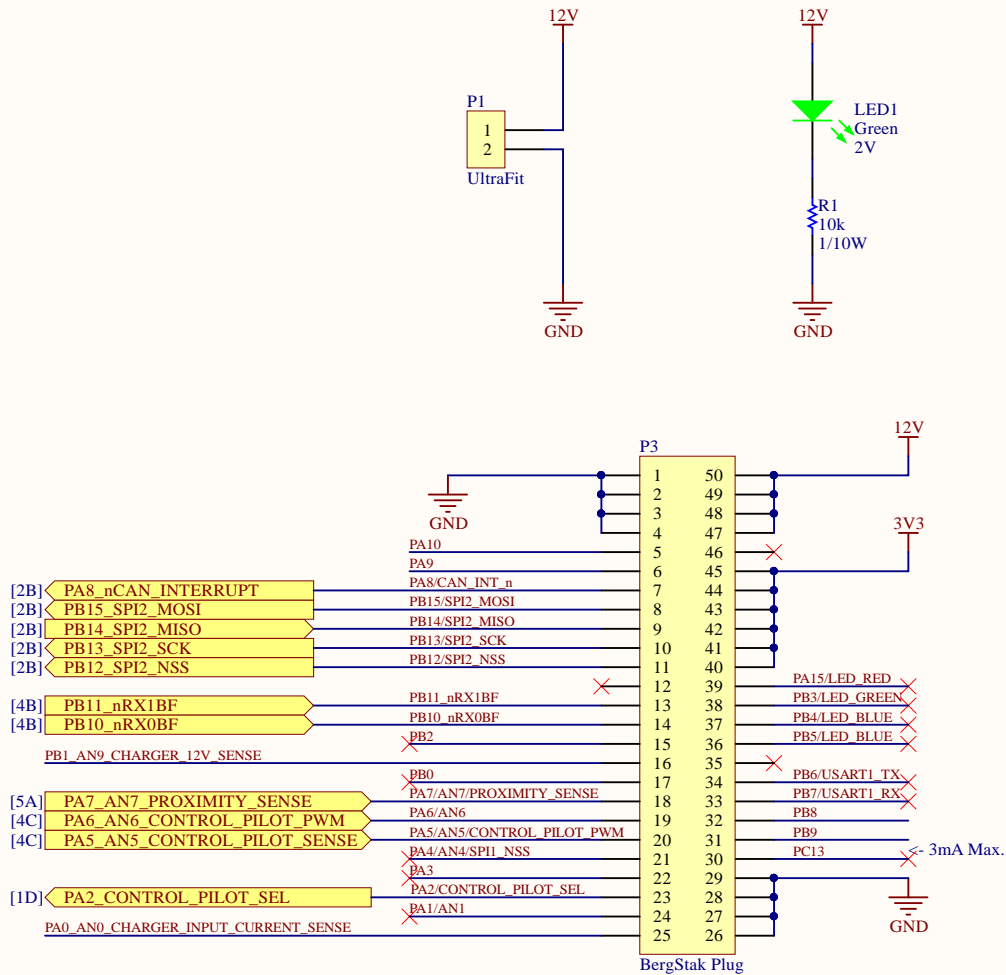 12V
P1
1
2
UltraFit
GND
12V
LED1
Green
2V
R1
10k
1/10W
GND
P3
12V
3V3
GND
1 50
2 49
3 48
4 47
PA10 5 46
PA9 6 45
[2B] PA8_nCAN_INTERRUPT PA8/CAN_INT_n 7 44
[2B] PB15_SPI2_MOSI PB15/SPI2_MOSI 8 43
[2B] PB14_SPI2_MISO PB14/SPI2_MISO 9 42
[2B] PB13_SPI2_SCK PB13/SPI2_SCK 10 41
[2B] PB12_SPI2_NSS PB12/SPI2_NSS 11 40
12 39 PA15/LED_RED
[4B] PB11_nRX1BF PB11_nRX1BF 13 38 PB3/LED_GREEN
[4B] PB10_nRX0BF PB10_nRX0BF 14 37 PB4/LED_BLUE
PB2 15 36 PB5/LED_BLUE
PB1_AN9_CHARGER_12V_SENSE 16 35
PB0 17 34 PB6/USART1_TX
[5A] PA7_AN7_PROXIMITY_SENSE PA7/AN7/PROXIMITY_SENSE 18 33 PB7/USART1_RX
[4C] PA6_AN6_CONTROL_PILOT_PWM PA6/AN6 19 32 PB8
[4C] PA5_AN5_CONTROL_PILOT_SENSE PA5/AN5/CONTROL_PILOT_PWM 20 31 PB9
PA4/AN4/SPI1_NSS 21 30 PC13 <- 3mA Max.
PA3 22 29
[1D] PA2_CONTROL_PILOT_SEL PA2/CONTROL_PILOT_SEL 23 28
PA1/AN1 24 27
PA0_AN0_CHARGER_INPUT_CURRENT_SENSE 25 26
GND
BergStak Plug